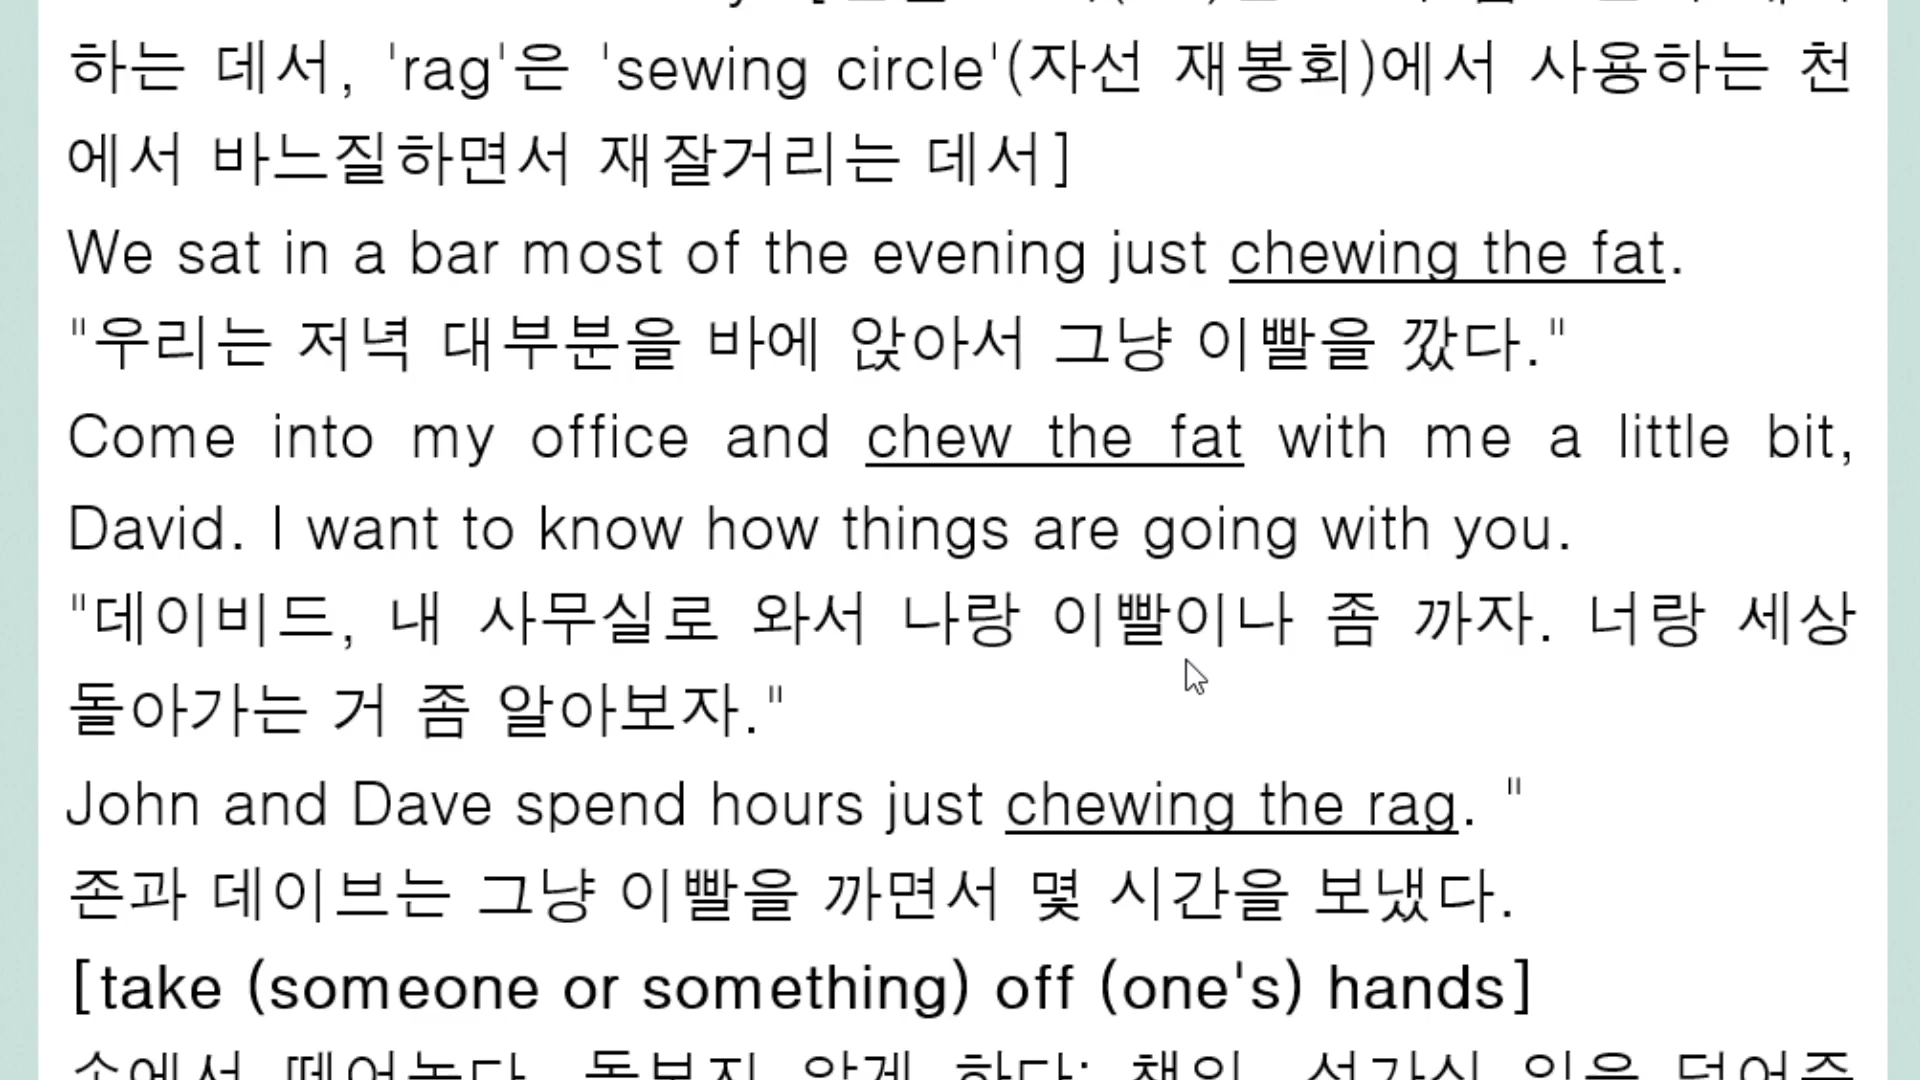 하는 데서, 'rag'은 'sewing circle'(자선 재봉회)에서 사용하는 천
에서 바느질하면서 재잘거리는 데서]
We sat in a bar most of the evening just chewing the fat.
"우리는 저녁 대부분을 바에 앉아서 그냥 이빨을 깠다."
Come into my office and chew the fat with me a little bit,
David. I want to know how things are going with you.
"데이비드, 내 사무실로 와서 나랑 이빨이나 좀 까자. 너랑 세상
돌아가는 거 좀 알아보자."
John and Dave spend hours just chewing the rag. "
존과 데이브는 그냥 이빨을 까면서 몇 시간을 보냈다.
[take (someone or something) off (one's) hands]